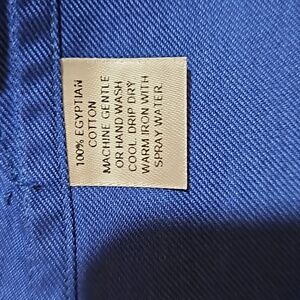 100% EGYPTIAN
COTTON
MACHINE GENTLE
OR HAND WASH
COOL. DRIP DRY
WARM IRON WITH
SPRAY WATER.